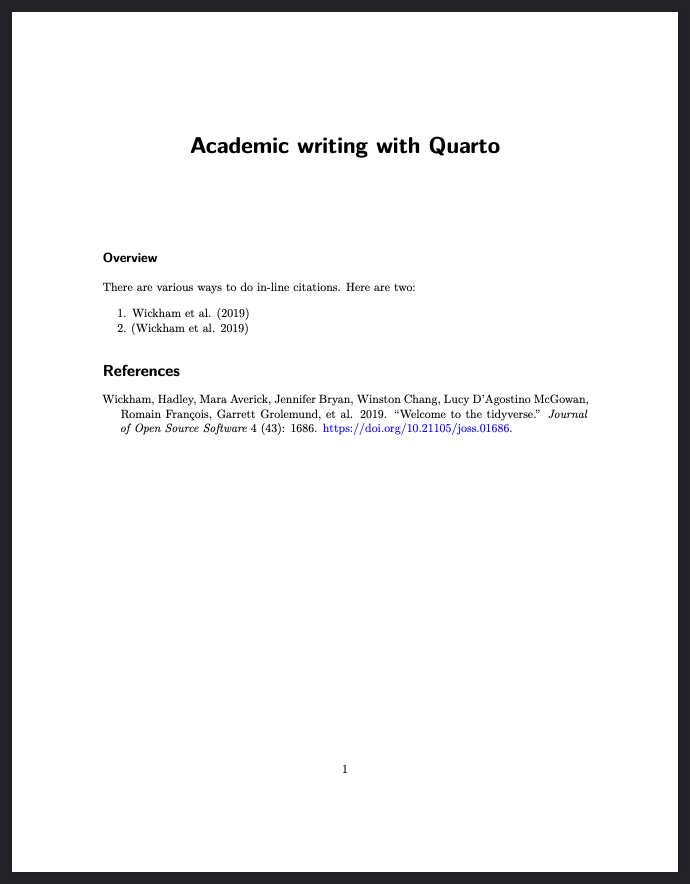 Academic writing with Quarto
Overview
There are various ways to do in-line citations. Here are two:
1. Wickham et al. (2019)
2. (Wickham et al. 2019)
References
Wickham, Hadley, Mara Averick, Jennifer Bryan, Winston Chang, Lucy D’Agostino McGowan,
Romain François, Garrett Grolemund, et al. 2019. “Welcome to the tidyverse.” Journal
of Open Source Software 4 (43): 1686. https://doi.org/10.21105/joss.01686.
1